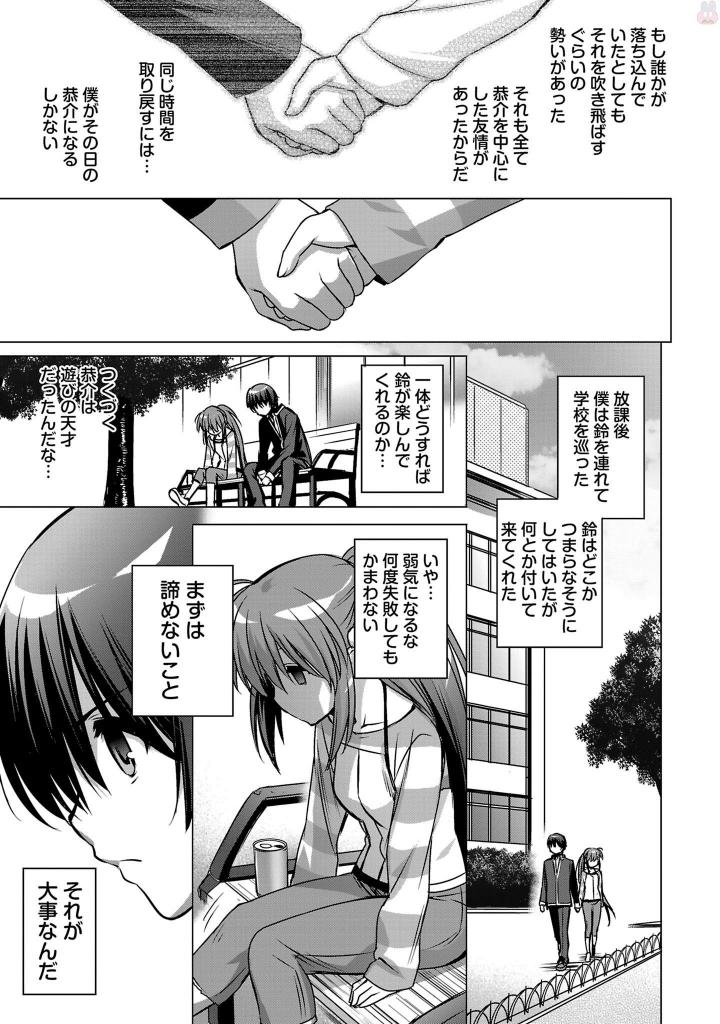 もし誰かが
落ち込んで
いたとしても
それを吹き飛ばす
ぐらいの
勢いがあった
それも全て
恭介を中心に
した友情が
あったからだ
同じ時間を
取り戻すには…
僕がその日の
恭介になる
しかない
放課後
僕は鈴を連れて
学校を巡った
鈴はどこか
つまらなそうに
してはいたが
何とか付いて
来てくれた
一体どうすれば
鈴が楽しんで
くれるのか…
つくづく
恭介は
遊びの天才
だったんだな…
いや…
弱気になるな
何度失敗しても
かまわない
まずは
諦めないこと
それが
大事なんだ